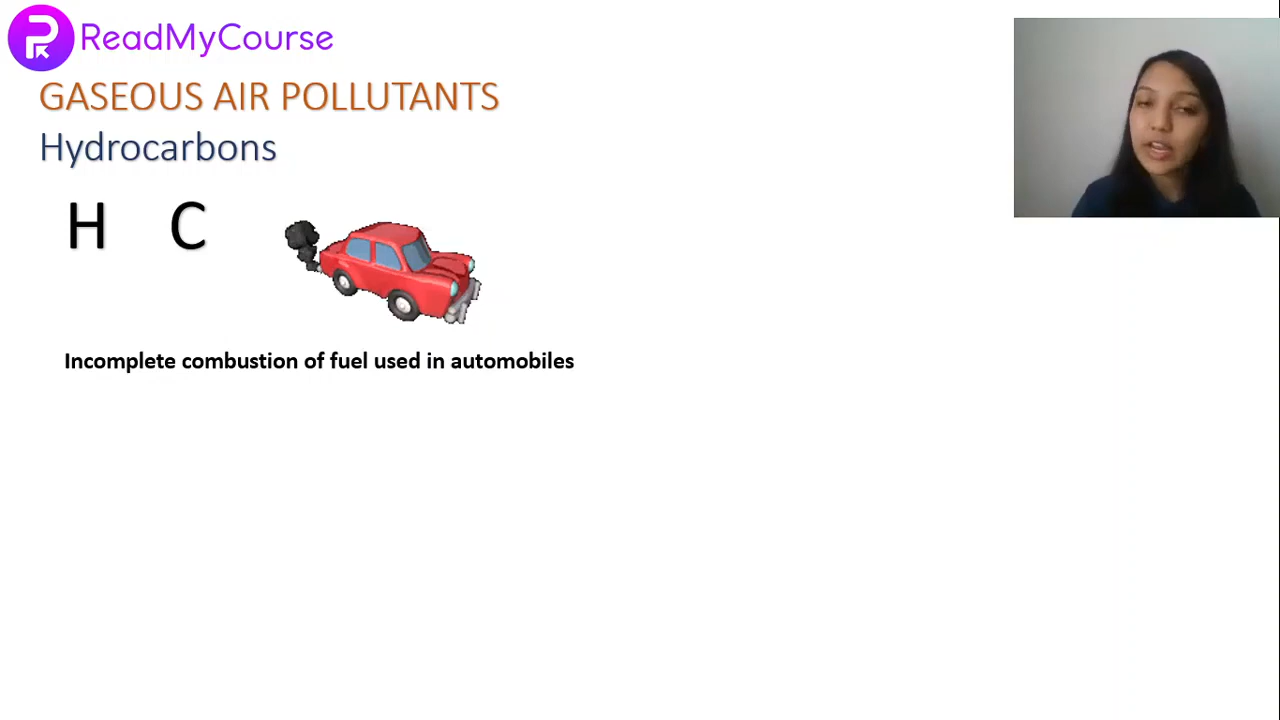 ReadMyCourse
GASEOUS AIR POLLUTANTS
Hydrocarbons
H C
Incomplete combustion of fuel used in automobiles